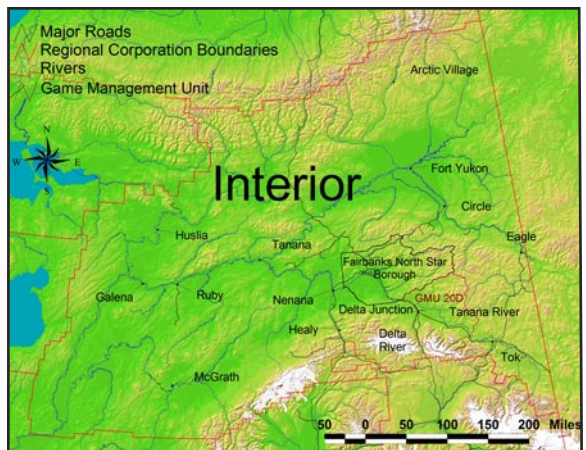 Major Roads
Regional Corporation Boundaries
Rivers
Game Management Unit
Arctic Village
N
W E
S
Interior
Fort Yukon
Circle
Huslia
Eagle
Tanana
Fairbanks North Star
Borough
Galena
Ruby
Nenana
GMU 20D
Delta Junction
Tanana River
Healy
Delta
River
Tok
McGrath
50 0 50 100 150 200 Miles